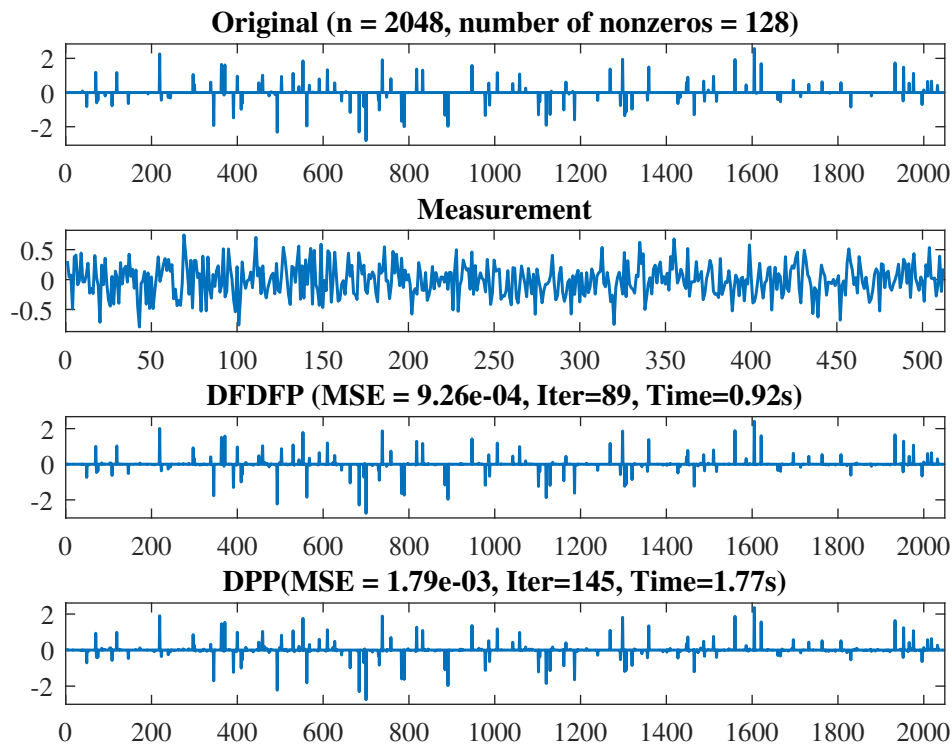 Original (n = 2048, number of nonzeros = 128)
2
0
-2
0 200 400 600 800 1000 1200 1400 1600 1800 2000
Measurement
0.5
0
-0.5
0 50 100 150 200 250 300 350 400 450 500
DFDFP (MSE = 9.26e-04, Iter=89, Time=0.92s)
2
0
-2
0 200 400 600 800 1000 1200 1400 1600 1800 2000
DPP(MSE = 1.79e-03, Iter=145, Time=1.77s)
2
0
-2
0 200 400 600 800 1000 1200 1400 1600 1800 2000